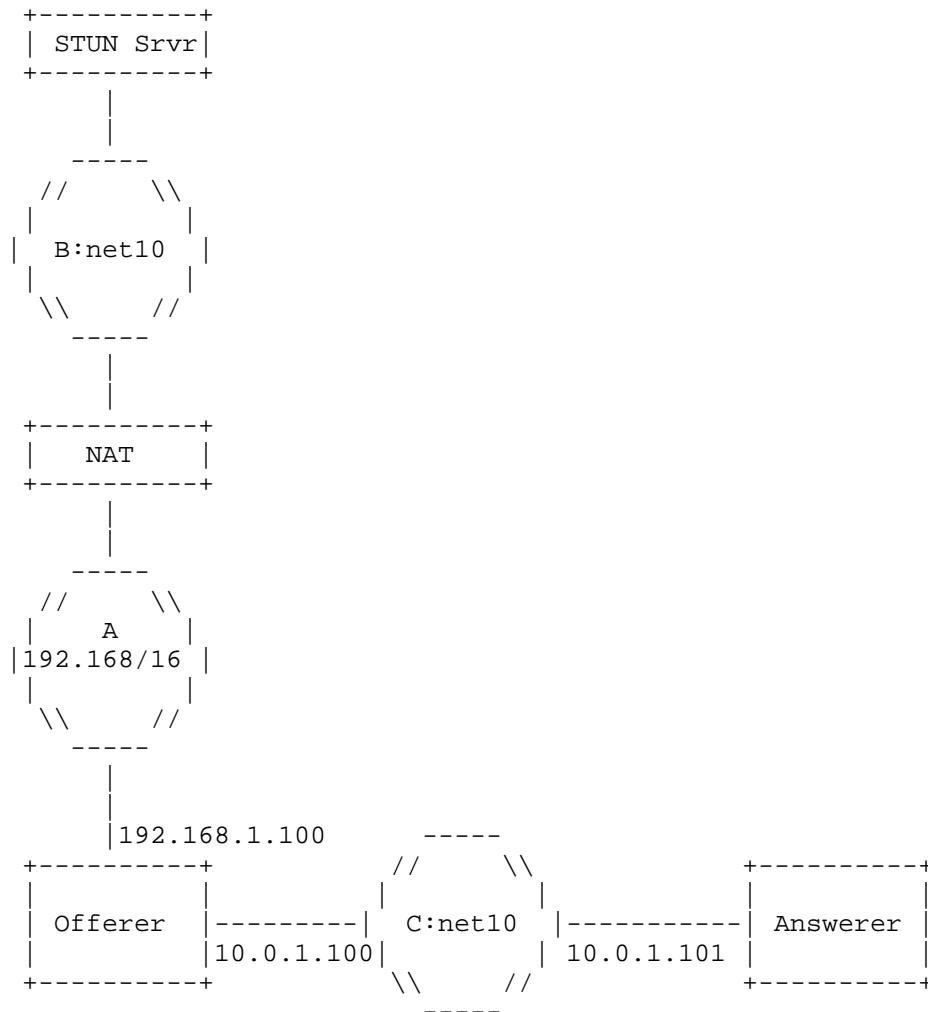 STUN Srvr
B:net10
NAT
A
192.168/16
192.168.1.100
Offerer C:net10 Answerer
10.0.1.100 10.0.1.101